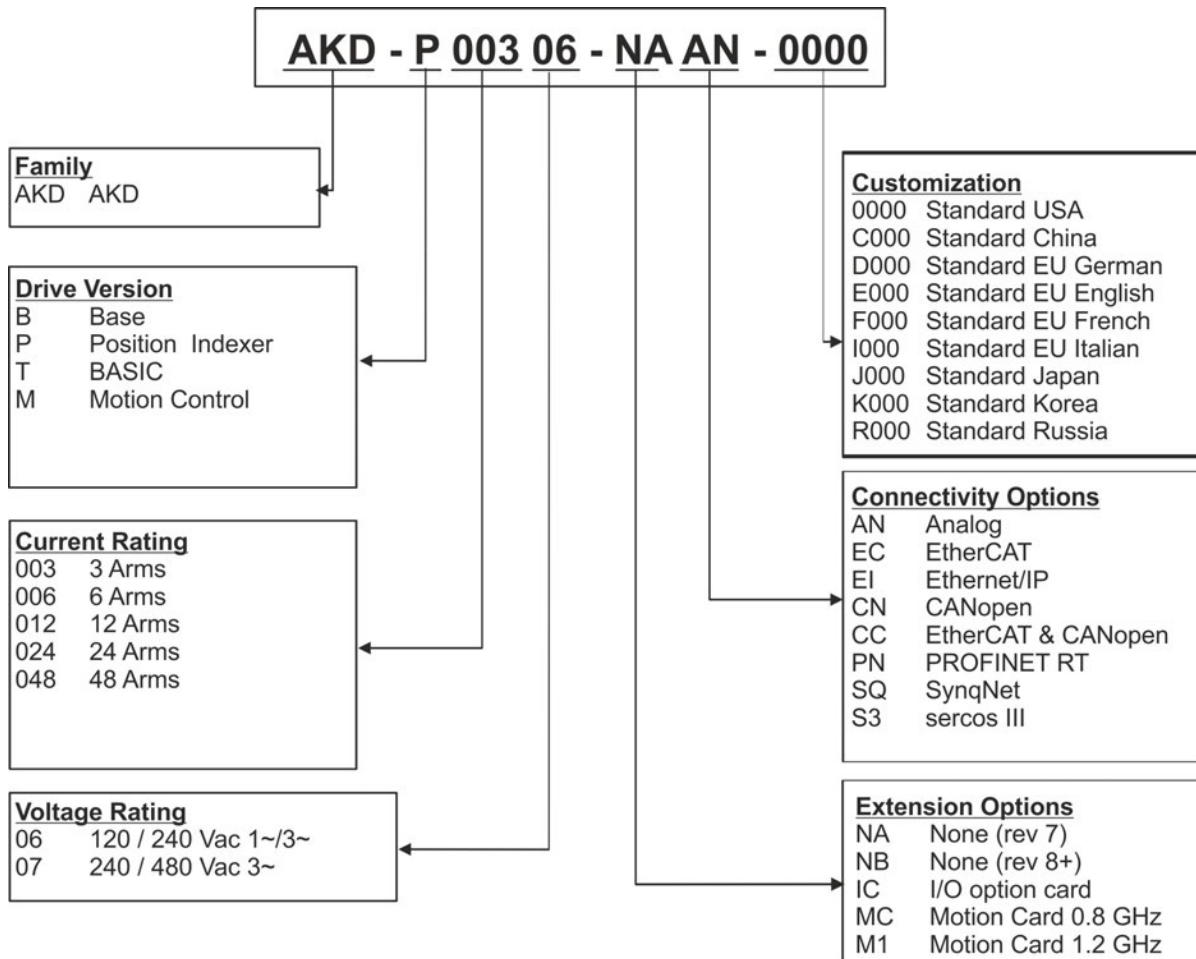 AKD - P 003 06 - NA AN - 0000
Family
AKD AKD
Drive Version
B Base
P Position Indexer
T BASIC
M Motion Control
Current Rating
003 3 Arms
006 6 Arms
012 12 Arms
024 24 Arms
048 48 Arms
Voltage Rating
06 120 / 240 Vac 1~/3~
07 240 / 480 Vac 3~
Customization
0000 Standard USA
C000 Standard China
D000 Standard EU German
E000 Standard EU English
F000 Standard EU French
I000 Standard EU Italian
J000 Standard Japan
K000 Standard Korea
R000 Standard Russia
Connectivity Options
AN Analog
EC EtherCAT
EI Ethernet/IP
CN CANopen
CC EtherCAT & CANopen
PN PROFINET RT
SQ SynqNet
S3 sercos III
Extension Options
NA None (rev 7)
NB None (rev 8+)
IC I/O option card
MC Motion Card 0.8 GHz
M1 Motion Card 1.2 GHz